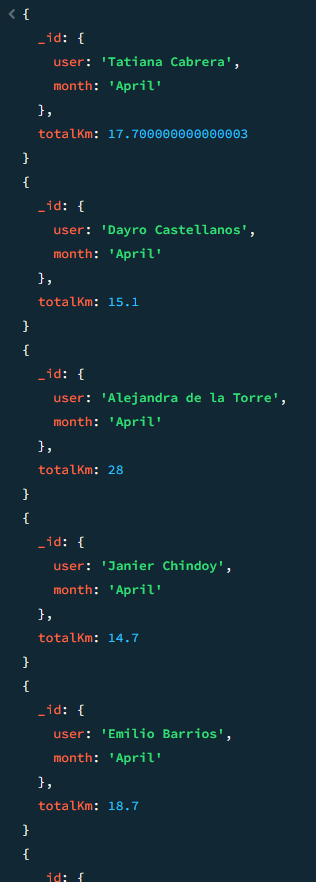 {
_id: {
user: 'Tatiana Cabrera',
month: 'April'
},
totalKm: 17.700000000000003
}
{
_id: {
user: 'Dayro Castellanos',
month: 'April'
},
totalKm: 15.1
}
{
_id: {
user: 'Alejandra de la Torre',
month: 'April'
},
totalKm: 28
}
{
_id: {
user: 'Janier Chindoy',
month: 'April'
},
totalKm: 14.7
}
{
_id: {
user: 'Emilio Barrios',
month: 'April'
},
totalKm: 18.7
}
{
_id: {